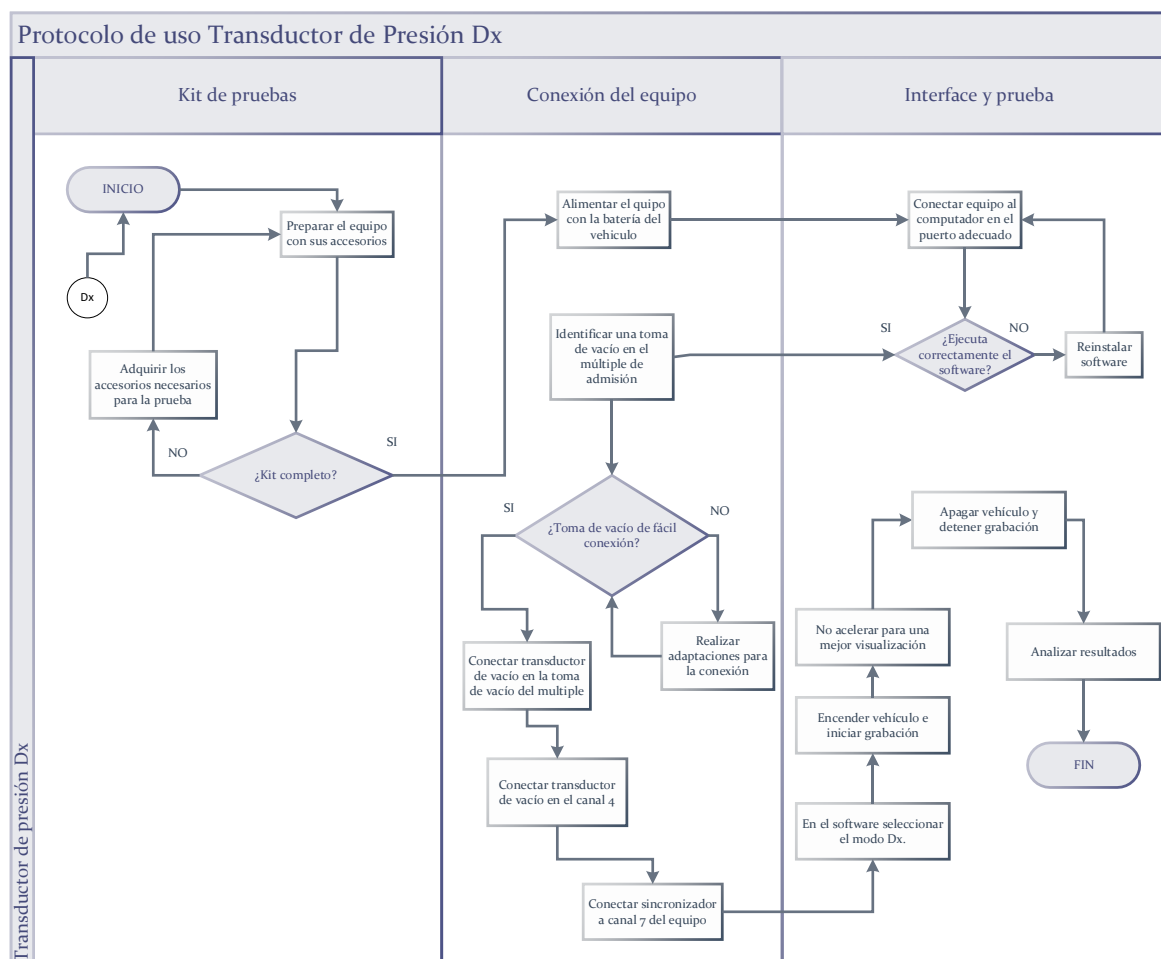 Protocolo de uso Transductor de Presión Dx
Transductor de presión Dx
Kit de pruebas
Conexión del equipo
Interface y prueba
INICIO
Dx
Preparar el equipo
con sus accesorios
Adquirir los
accesorios necesarios
para la prueba
NO
¿Kit completo?
SI
Alimentar el quipo
con la batería del
vehiculo
Identificar una toma
de vacío en el
múltiple de
admisión
SI
¿Toma de vacío de fácil
conexión?
NO
Realizar
adaptaciones para
la conexión
Conectar transductor
de vacío en la toma
de vacío del multiple
Conectar transductor
de vacío en el canal 4
Conectar sincronizador
a canal 7 del equipo
Conectar equipo al
computador en el
puerto adecuado
SI
¿Ejecuta
correctamente el
software?
NO
Reinstalar
software
Apagar vehículo y
detener grabación
No acelerar para una
mejor visualización
Encender vehículo e
iniciar grabación
En el software seleccionar
el modo Dx.
Analizar resultados
FIN